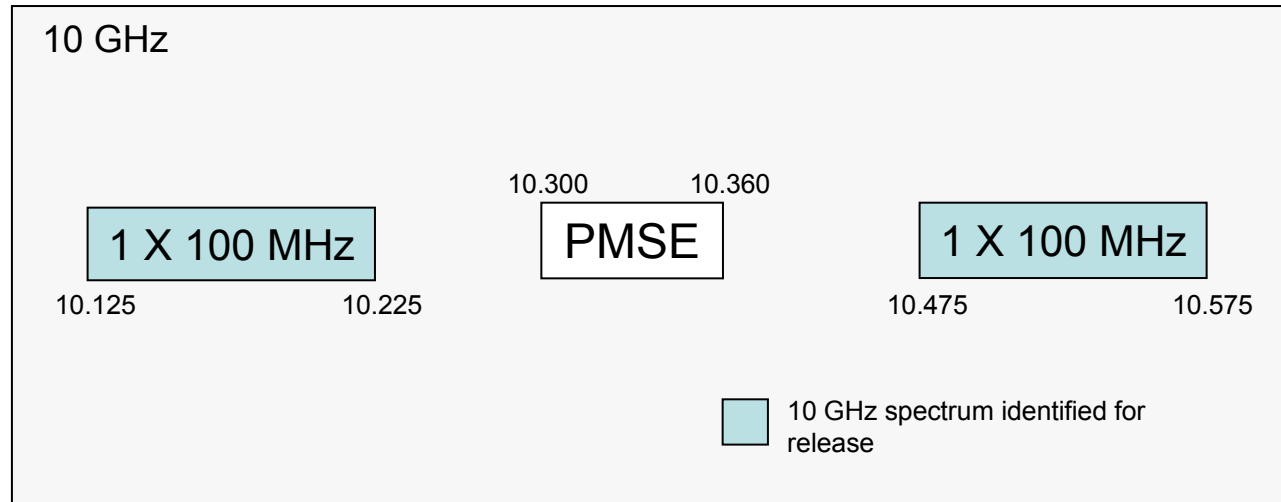 10 GHz
10.300 10.360
1 X 100 MHz PMSE 1 X 100 MHz
10.125 10.225 10.475 10.575
10 GHz spectrum identified for
release